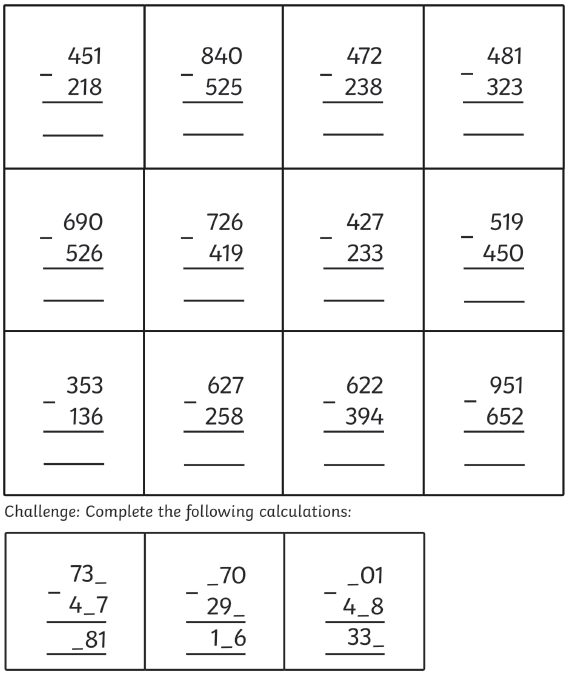 451 840 472 481
− 218 − 525 − 238 − 323
690 726 427 519
− 526 − 419 − 233 − 450
353 627 622 951
− 136 − 258 − 394 − 652
Challenge: Complete the following calculations:
73_ _70 _01
− 4_7 − 29_ − 4_8
_81 1_6 33_